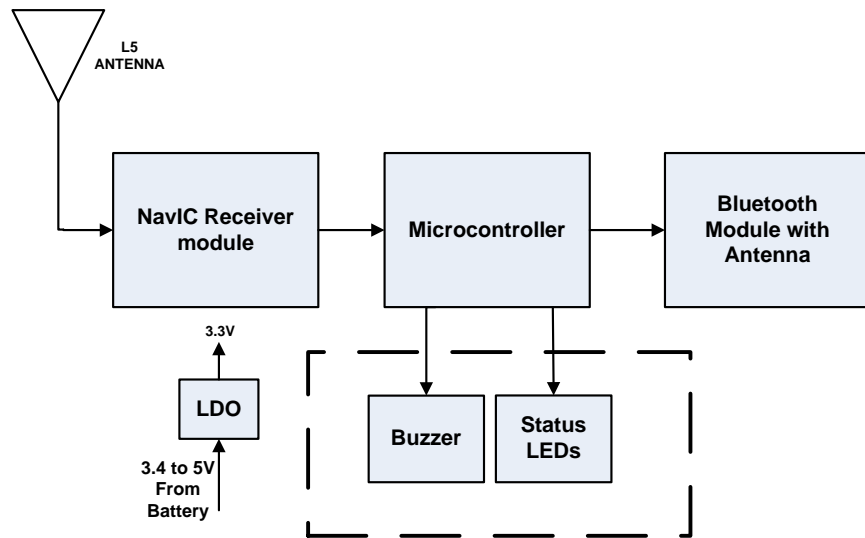 L5
ANTENNA
NavIC Receiver
module
Microcontroller
Bluetooth
Module with
Antenna
3.3V
LDO
3.4 to 5V
From
Battery
Buzzer
Status
LEDs